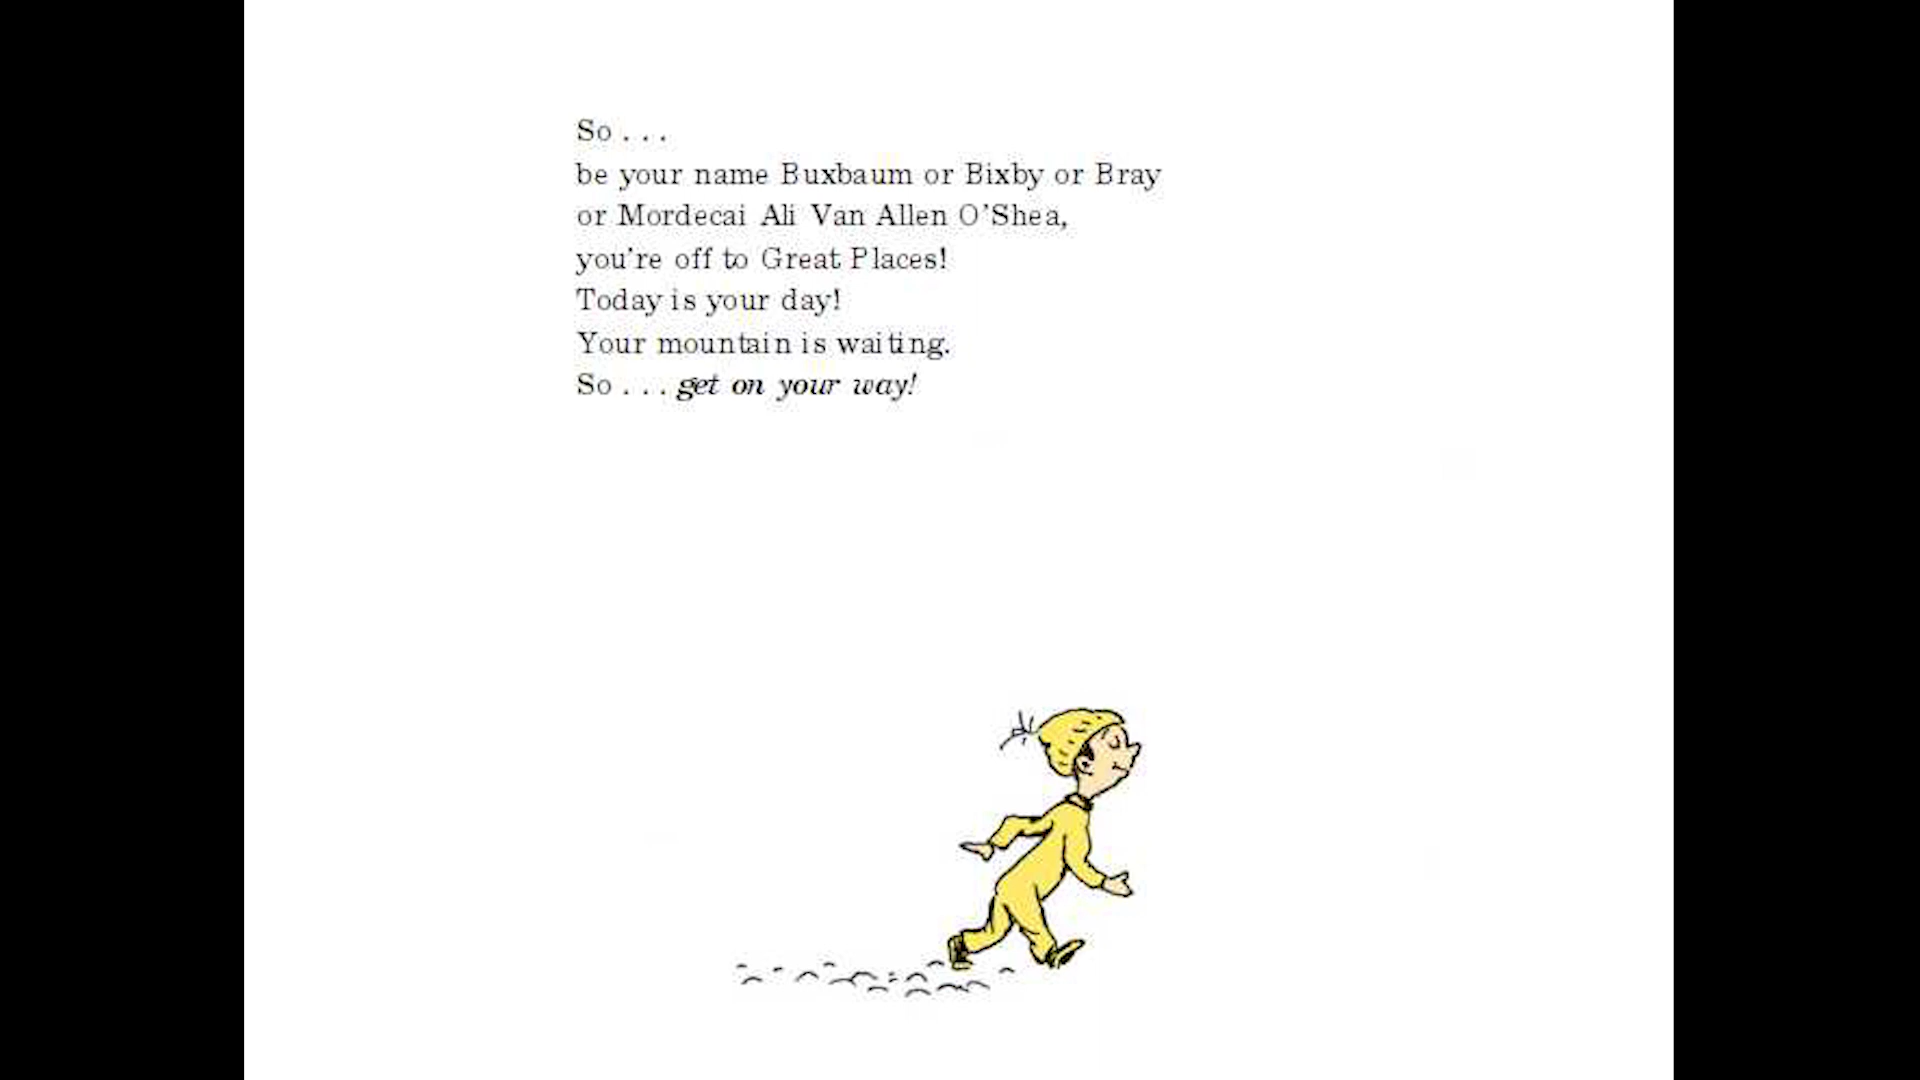 So . . .
be your name Buxbaum or Bixby or Bray
or Mordecai Ali Van Allen O’Shea,
you’re off to Great Places!
Today is your day!
Your mountain is waiting.
So . . . get on your way!